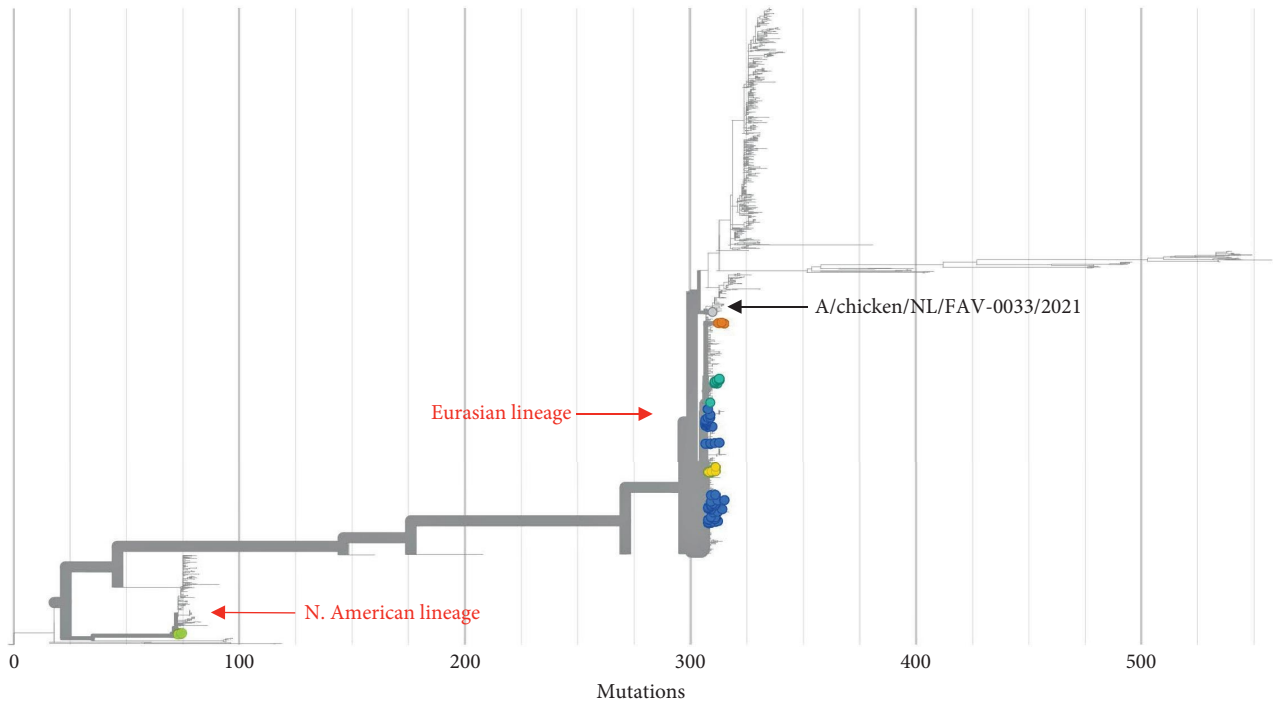 A/chicken/NL/FAV-0033/2021
Eurasian lineage
N. American lineage
0 100 200 300 400 500
Mutations